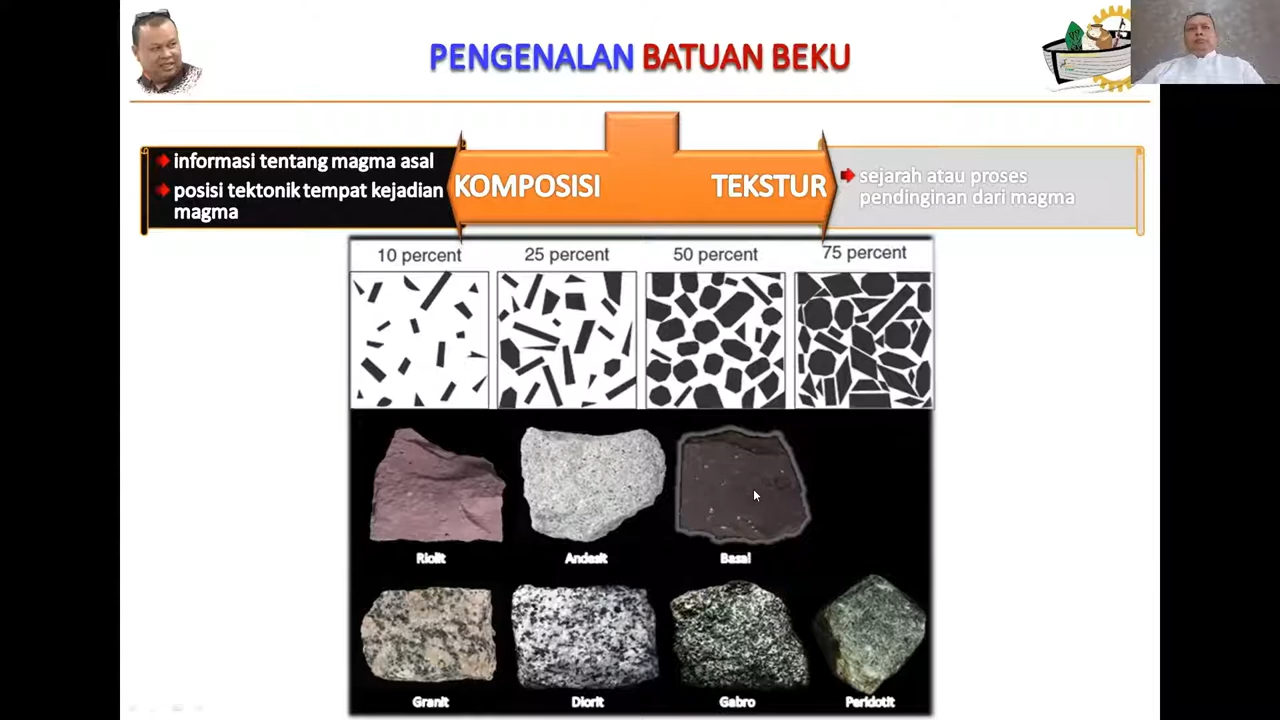 PENGENALAN BATUAN BEKU
informasi tentang magma asal
posisi tektonik tempat kejadian
magma
KOMPOSISI
TEKSTUR
sejarah atau proses
pendinginan dari magma
10 percent
25 percent
50 percent
75 percent
Riolit
Andesit
Basal
Granit
Diorit
Gabro
Peridotit